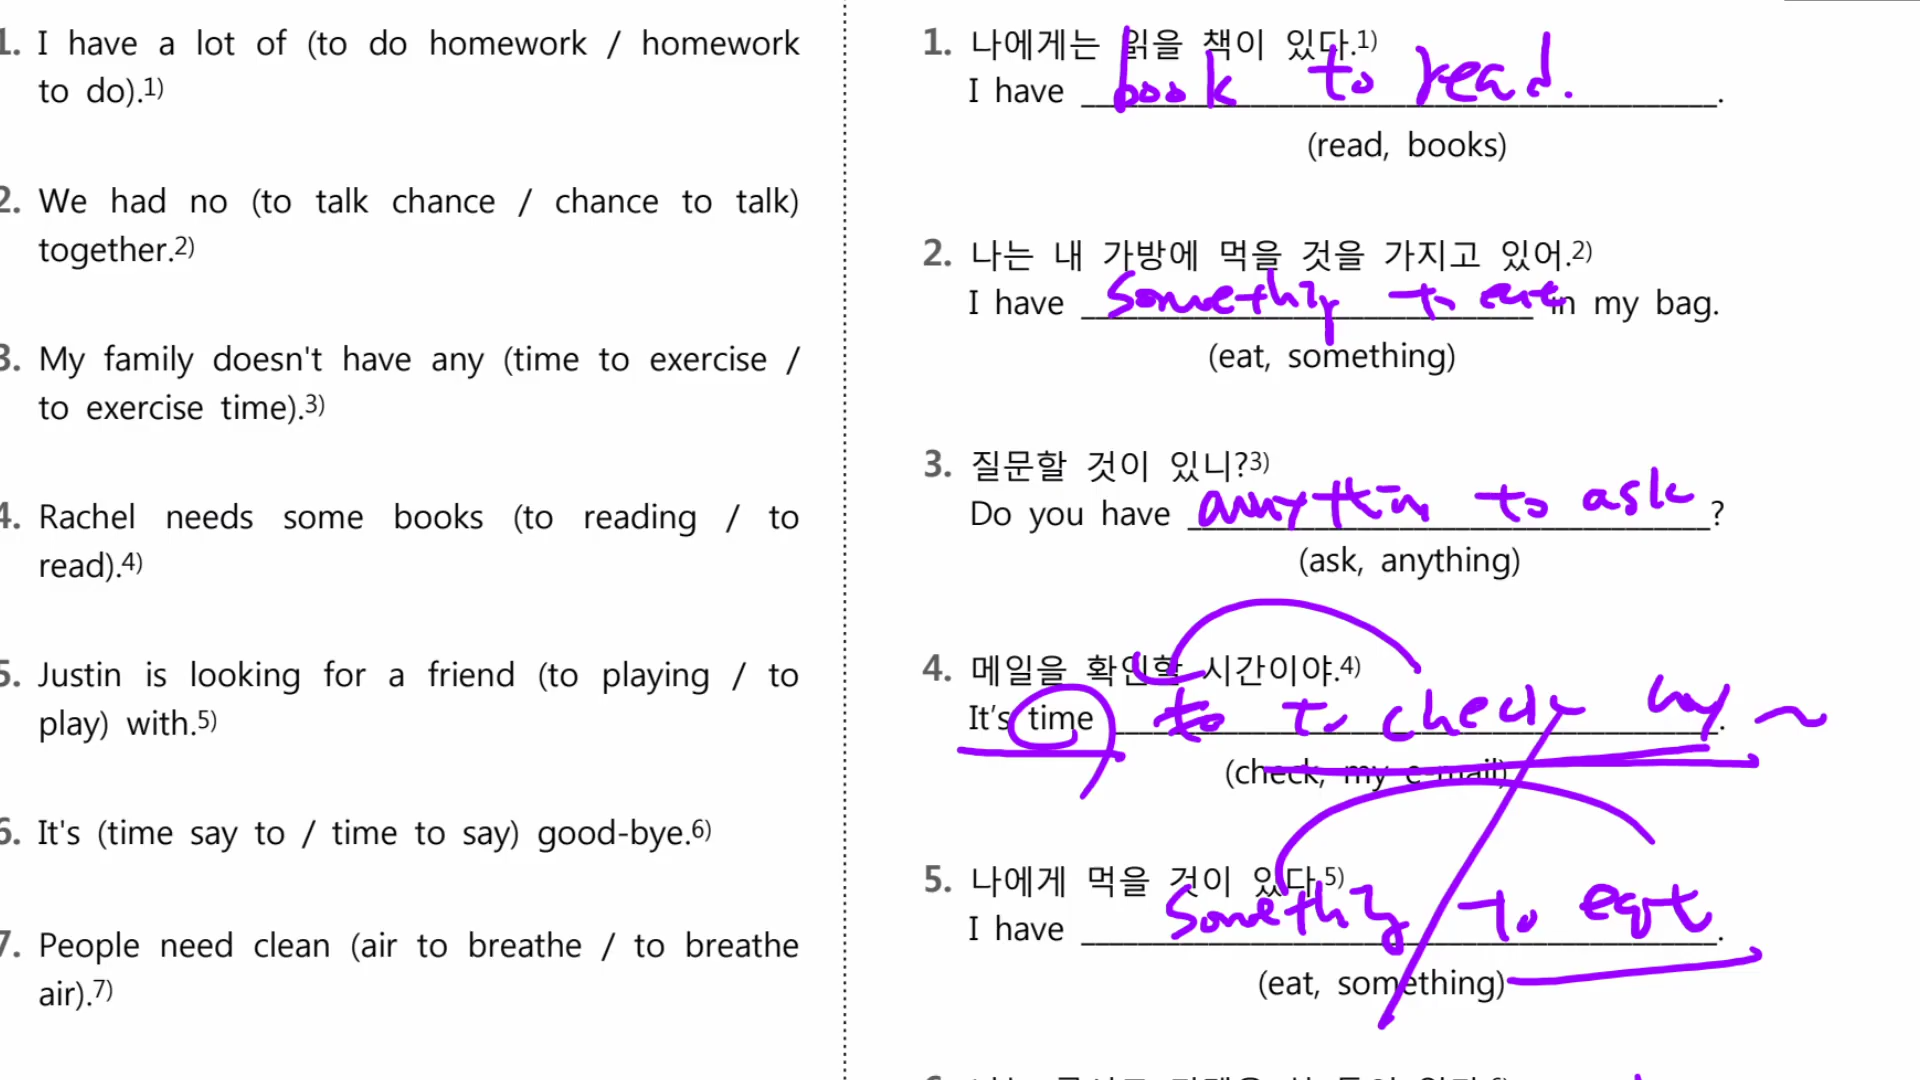 1. I have a lot of (to do homework / homework
to do).1)
2. We had no (to talk chance / chance to talk)
together.2)
3. My family doesn't have any (time to exercise /
to exercise time).3)
4. Rachel needs some books (to reading / to
read).4)
5. Justin is looking for a friend (to playing / to
play) with.5)
6. It's (time say to / time to say) good-bye.6)
7. People need clean (air to breathe / to breathe
air).7)
1. 나에게는 읽을 책이 있다.1)
I have book to read. .
(read, books)
2. 나는 내 가방에 먹을 것을 가지고 있어.2)
I have to eat in my bag.
(eat, something)
3. 질문할 것이 있니?3)
Do you have to ask ?
(ask, anything)
4. 메일을 확인할 시간이야.4)
It's time to to check my ~ .
(check, my e-mail)
5. 나에게 먹을 것이 있다.5)
I have to eat .
(eat, something)